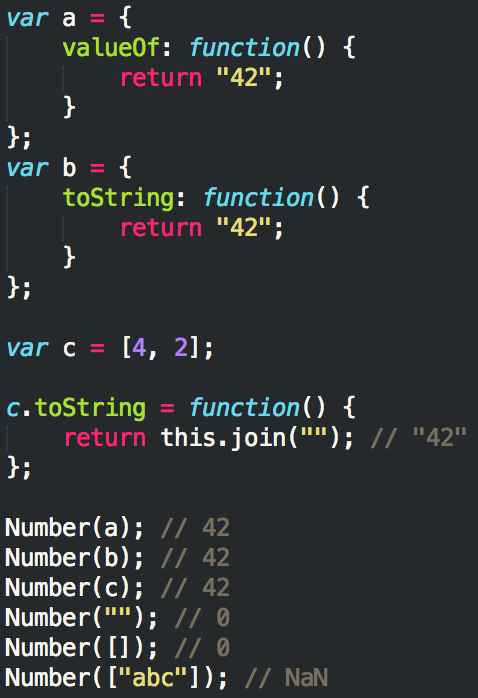 var a = {
    valueOf: function() {
        return "42";
    }
};
var b = {
    toString: function() {
        return "42";
    }
};

var c = [4, 2];

c.toString = function() {
    return this.join(""); // "42"
};

Number(a); // 42
Number(b); // 42
Number(c); // 42
Number(""); // 0
Number([]); // 0
Number(["abc"]); // NaN